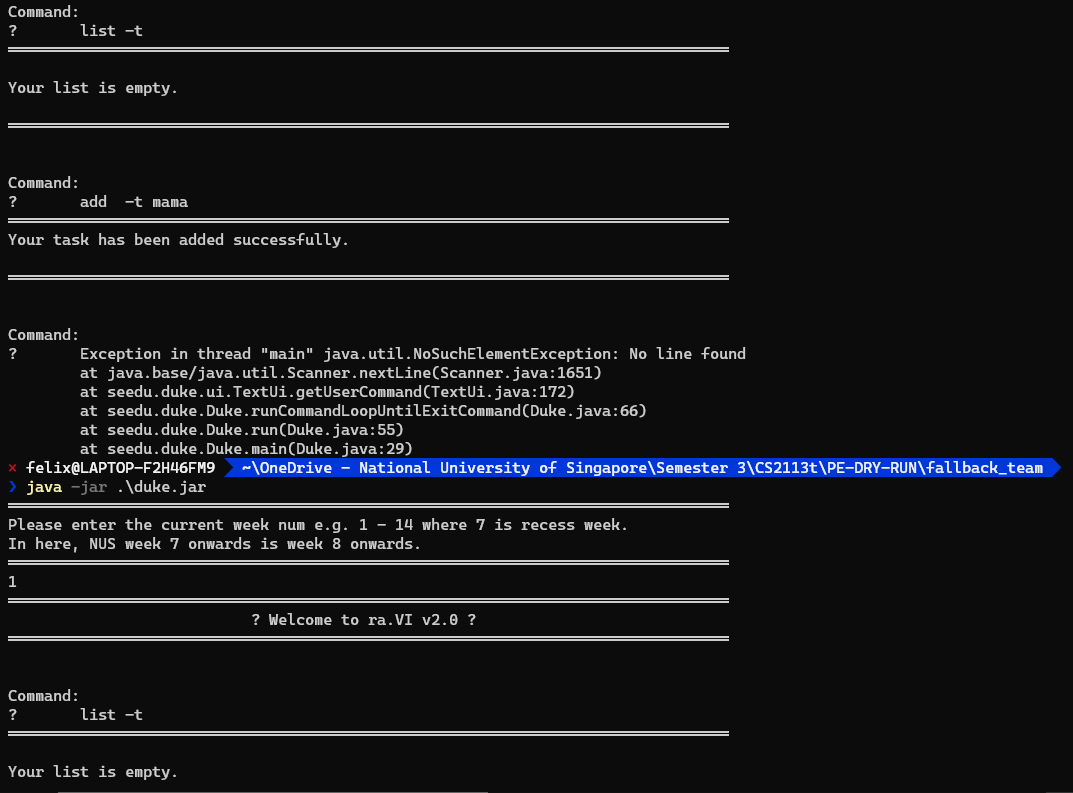 Command:
?       list -t
Your list is empty.
Command:
?       add  -t mama
Your task has been added successfully.
Command:
?       Exception in thread "main" java.util.NoSuchElementException: No line found
        at java.base/java.util.Scanner.nextLine(Scanner.java:1651)
        at seedu.duke.ui.TextUi.getUserCommand(TextUi.java:172)
        at seedu.duke.Duke.runCommandLoopUntilExitCommand(Duke.java:66)
        at seedu.duke.Duke.run(Duke.java:55)
        at seedu.duke.Duke.main(Duke.java:29)
× felix@LAPTOP-F2H46FM9 ~\OneDrive - National University of Singapore\Semester 3\CS2113t\PE-DRY-RUN\fallback_team
❯ java -jar .\duke.jar
Please enter the current week num e.g. 1 - 14 where 7 is recess week.
In here, NUS week 7 onwards is week 8 onwards.
1
? Welcome to ra.VI v2.0 ?
Command:
?       list -t
Your list is empty.